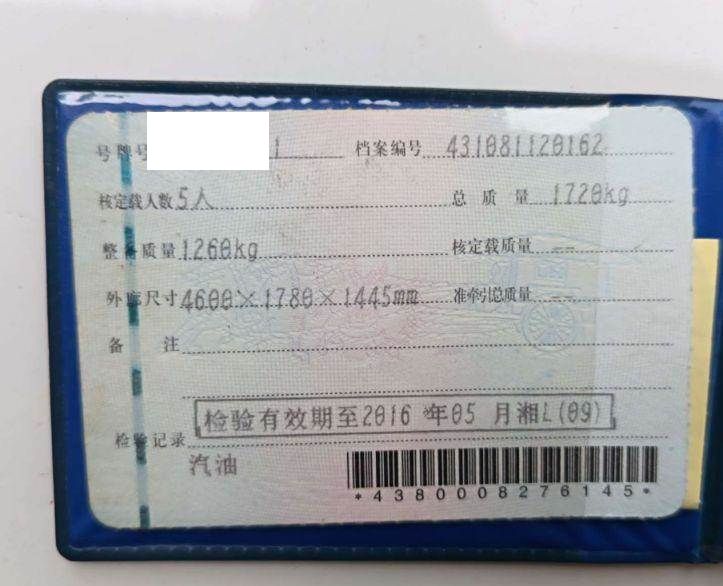 号牌号 1 档案编号 431081120162
核定载人数 5人 总质量 1720kg
整备质量 1260kg 核定载质量 --
外廓尺寸 4600×1780×1445mm 准牵引总质量 --
备注
检验有效期至2016年05月湘L(09)
检验记录
汽油
*4380008276145*